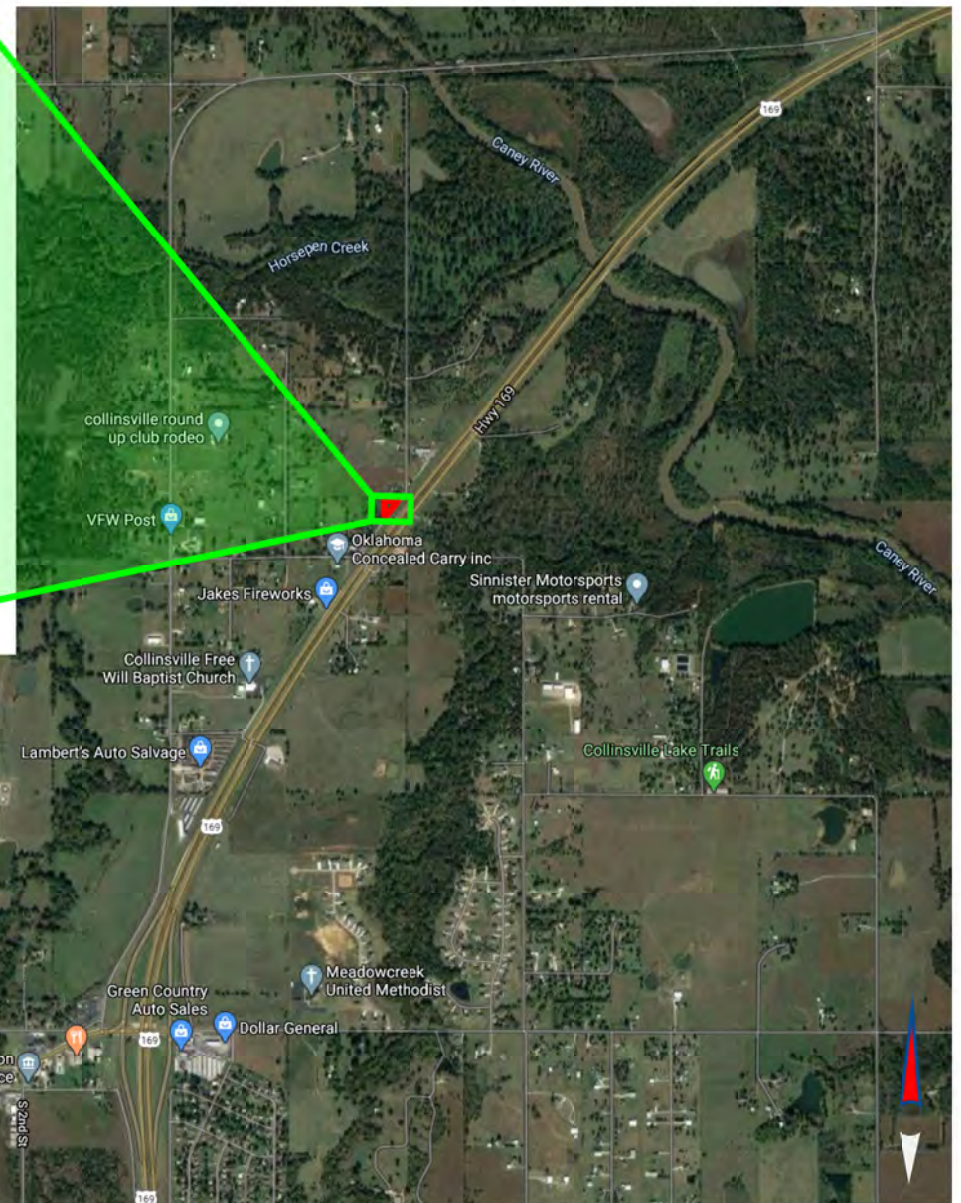 169
Caney River
Horsepen Creek
Hwy 169
collinsville round
up club rodeo
VFW Post
Oklahoma
Concealed Carry inc
Caney River
Sinnister Motorsports
motorsports rental
Jakes Fireworks
Collinsville Free
Will Baptist Church
Lambert's Auto Salvage
Collinsville Lake Trails
169
Meadowcreek
United Methodist
Green Country
Auto Sales
Dollar General
169
on
ce
S 2nd St
169